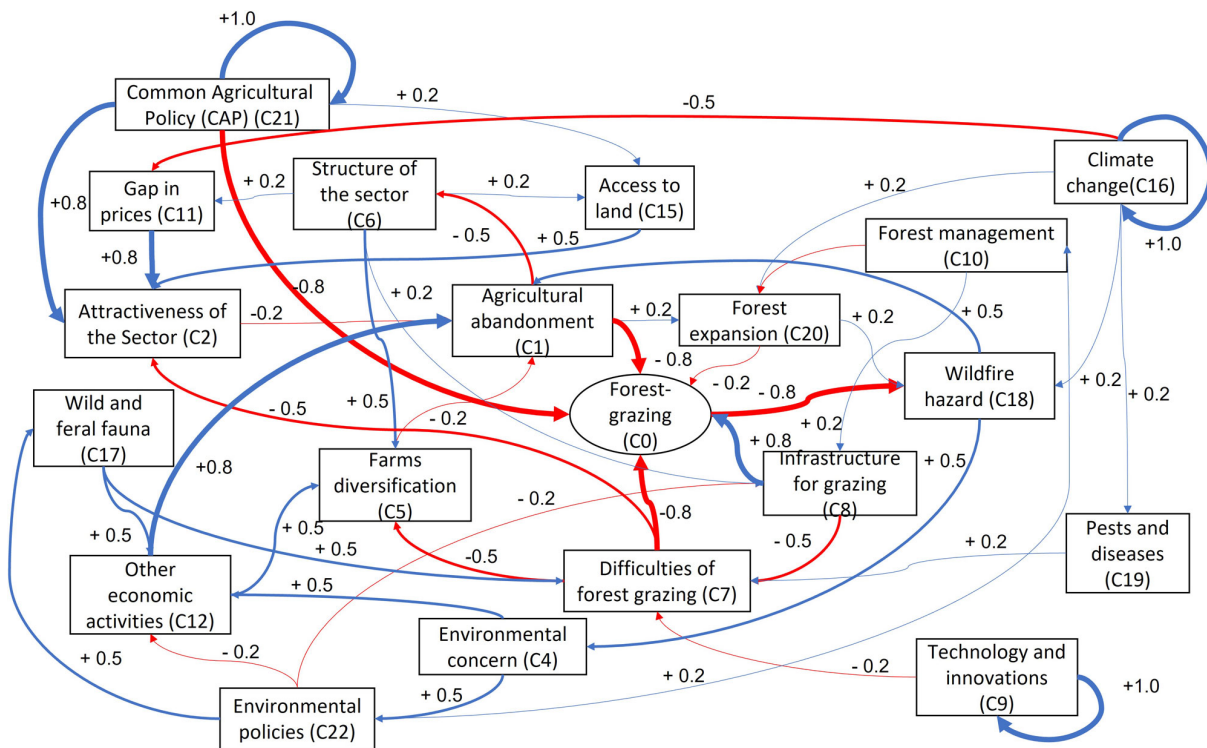 +1.0
Common Agricultural
Policy (CAP) (C21)
+ 0.2
-0.5
Climate
change(C16)
+1.0
Gap in
prices (C11)
+ 0.2
Structure of
the sector
(C6)
+ 0.2
Access to
land (C15)
+0.8
+0.8
- 0.5
+ 0.5
Forest management
(C10)
Attractiveness of
the Sector (C2)
-0.2
-0.8
+ 0.2
Agricultural
abandonment
(C1)
+ 0.2
Forest
expansion (C20)
+ 0.2
+ 0.5
- 0.8
- 0.2
Wildfire
hazard (C18)
+ 0.2
+ 0.2
Wild and
feral fauna
(C17)
- 0.5
+ 0.5
- 0.2
Forest-
grazing
(C0)
- 0.8
+ 0.2
+ 0.8
+0.8
Farms
diversification
(C5)
- 0.2
Infrastructure
for grazing
(C8)
+ 0.5
-0.8
+ 0.5
+ 0.5
+ 0.5
-0.5
- 0.5
+ 0.2
Pests and
diseases
(C19)
Other
economic
activities (C12)
+ 0.5
Difficulties of
forest grazing (C7)
Environmental
concern (C4)
- 0.2
+ 0.5
+ 0.5
+ 0.2
- 0.2
Technology and
innovations
(C9)
+1.0
Environmental
policies (C22)